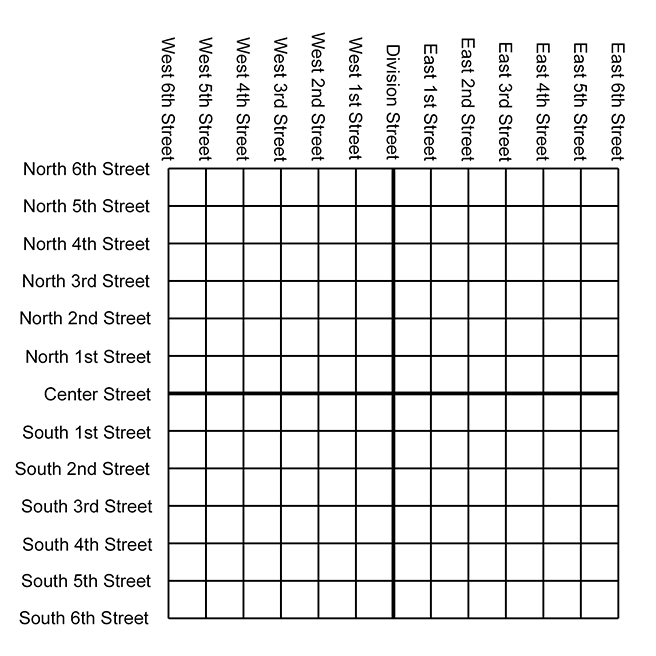 West 6th Street
West 5th Street
West 4th Street
West 3rd Street
West 2nd Street
West 1st Street
Division Street
East 1st Street
East 2nd Street
East 3rd Street
East 4th Street
East 5th Street
East 6th Street
North 6th Street
North 5th Street
North 4th Street
North 3rd Street
North 2nd Street
North 1st Street
Center Street
South 1st Street
South 2nd Street
South 3rd Street
South 4th Street
South 5th Street
South 6th Street